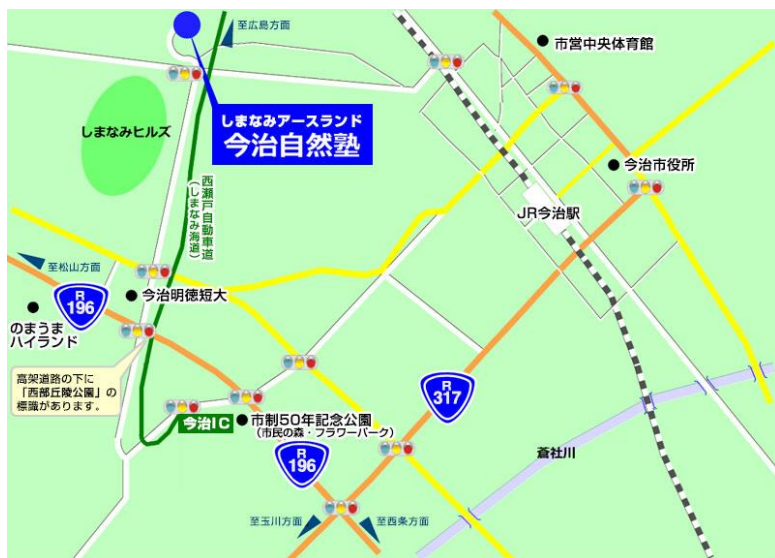 至広島方面
市営中央体育館
しまなみアースランド
今治自然塾
しまなみヒルズ
今治市役所
西瀬戸自動車道
(しまなみ海道)
JR今治駅
至松山方面
R
196
今治明徳短大
のまうま
ハイランド
高架道路の下に
「西部丘陵公園」の
標識があります。
R
317
今治IC
市制50年記念公園
(市民の森・フラワーパーク)
R
196
蒼社川
至玉川方面
至西条方面